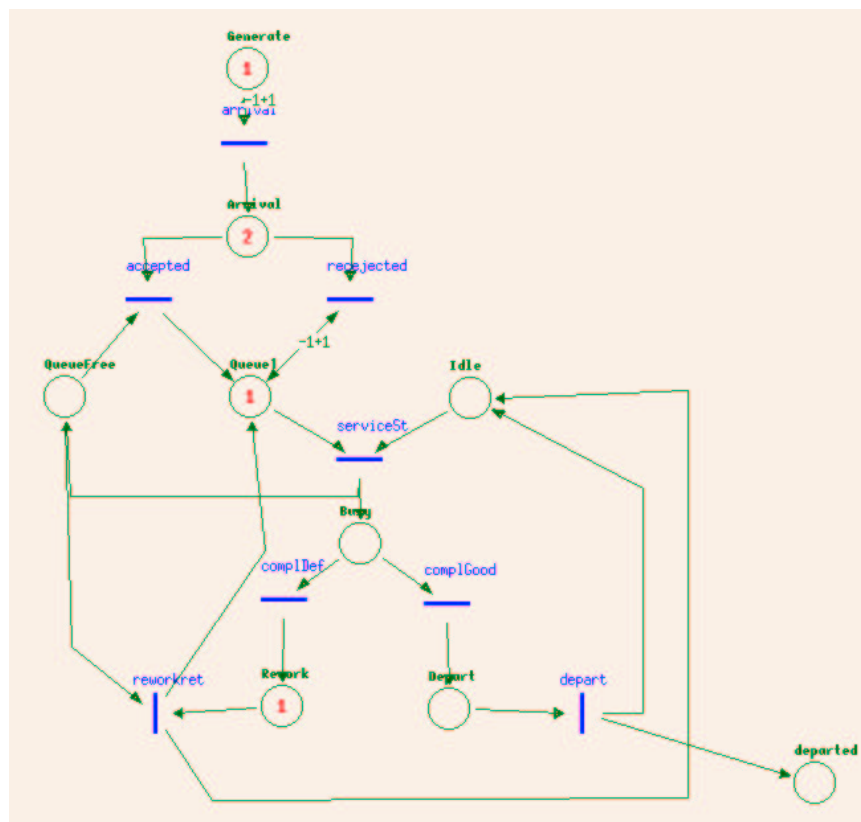 Generate
1
-1+1
arrival
Arrival
2
accepted
recejected
-1+1
QueueFree
Queue1
Idle
1
serviceSt
Busy
complDef
complGood
reworkret
Rework
Depart
depart
1
departed